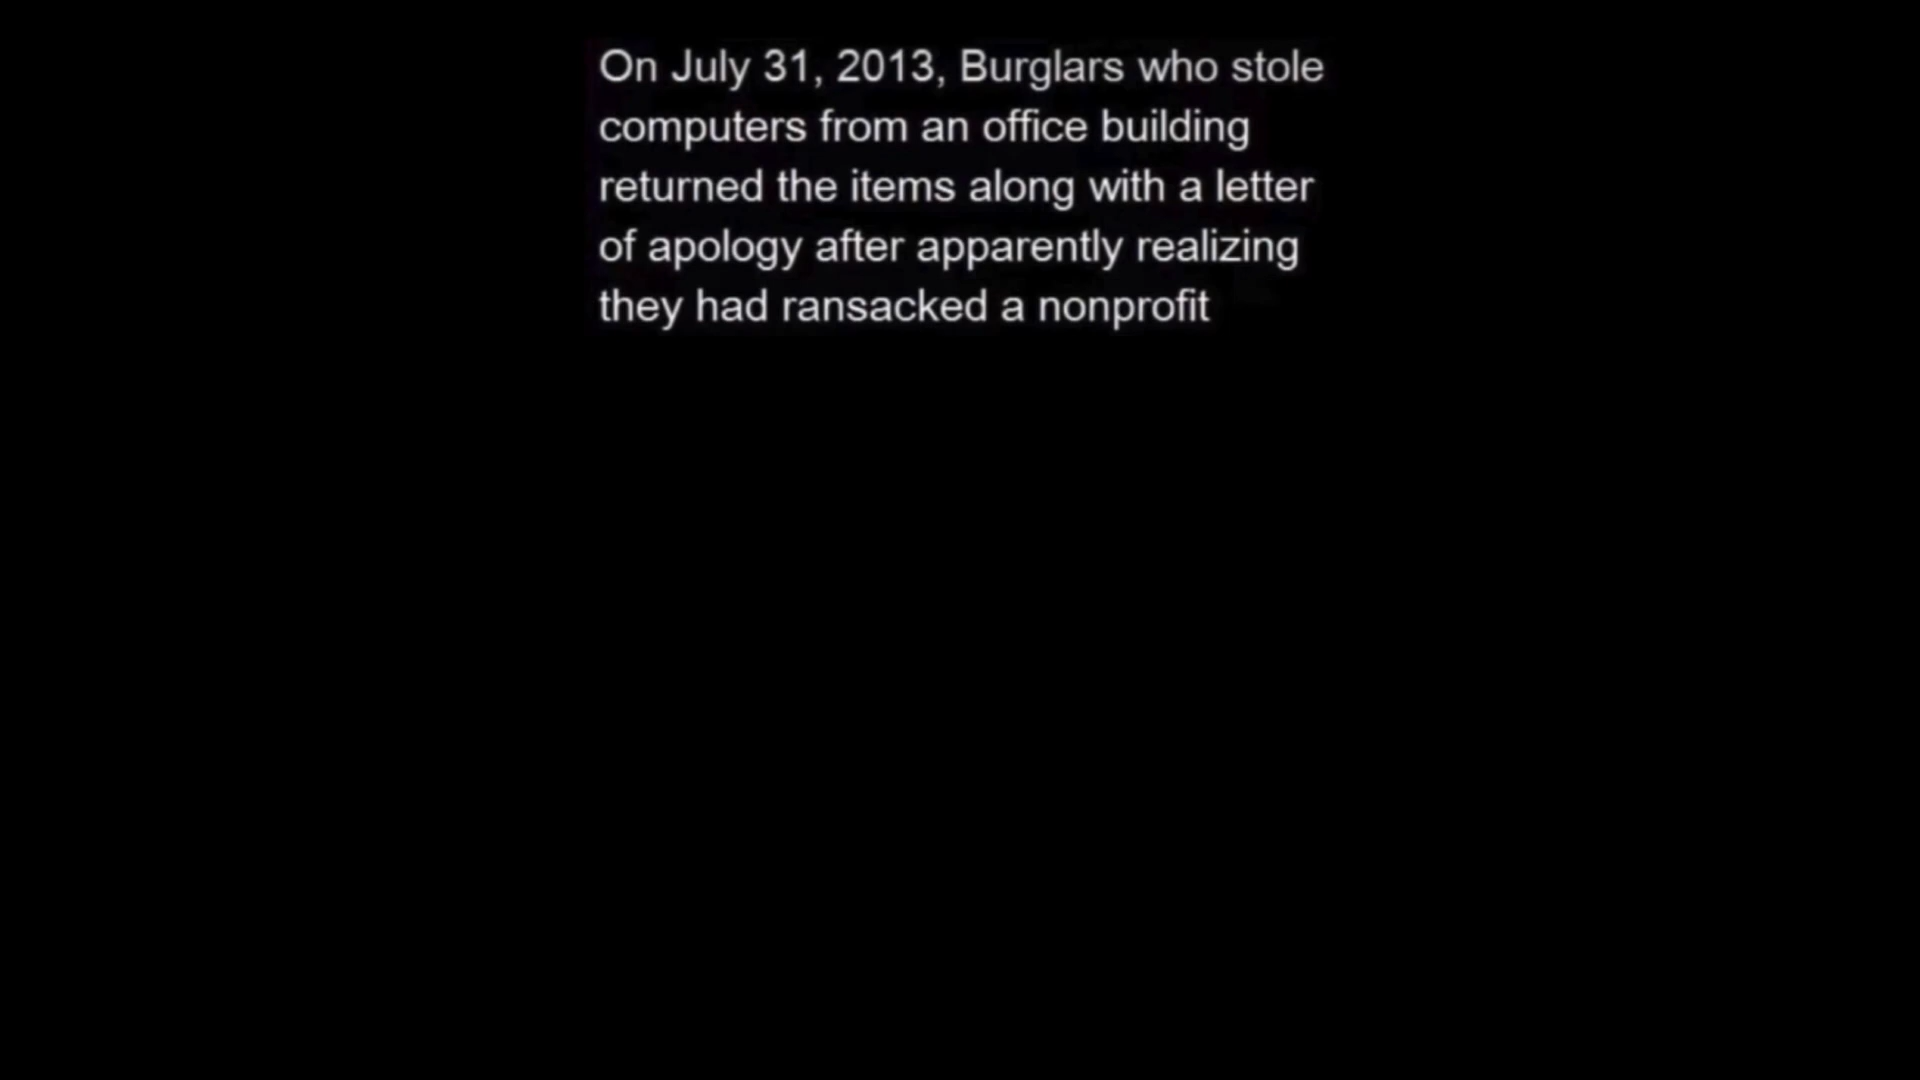 On July 31, 2013, Burglars who stole
computers from an office building
returned the items along with a letter
of apology after apparently realizing
they had ransacked a nonprofit